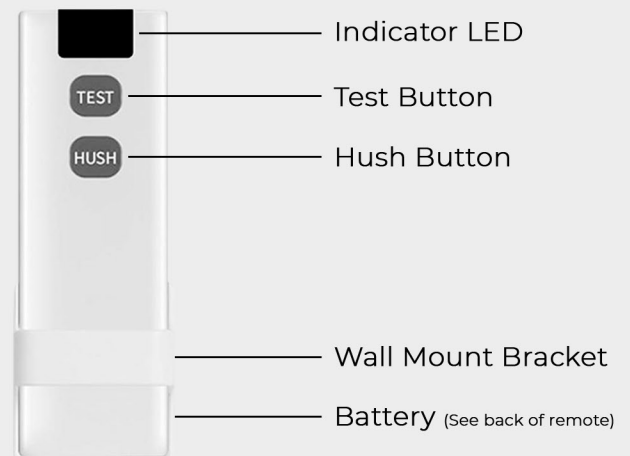 Indicator LED
TEST
Test Button
HUSH
Hush Button
Wall Mount Bracket
Battery (See back of remote)